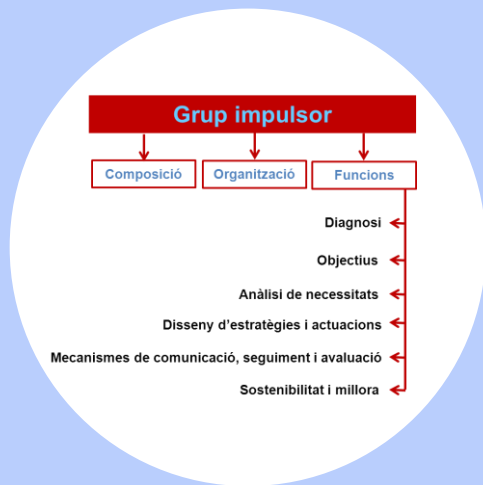 Grup impulsor
Composició
Organització
Funcions
Diagnosi
Objectius
Anàlisi de necessitats
Disseny d'estratègies i actuacions
Mecanismes de comunicació, seguiment i avaluació
Sostenibilitat i millora